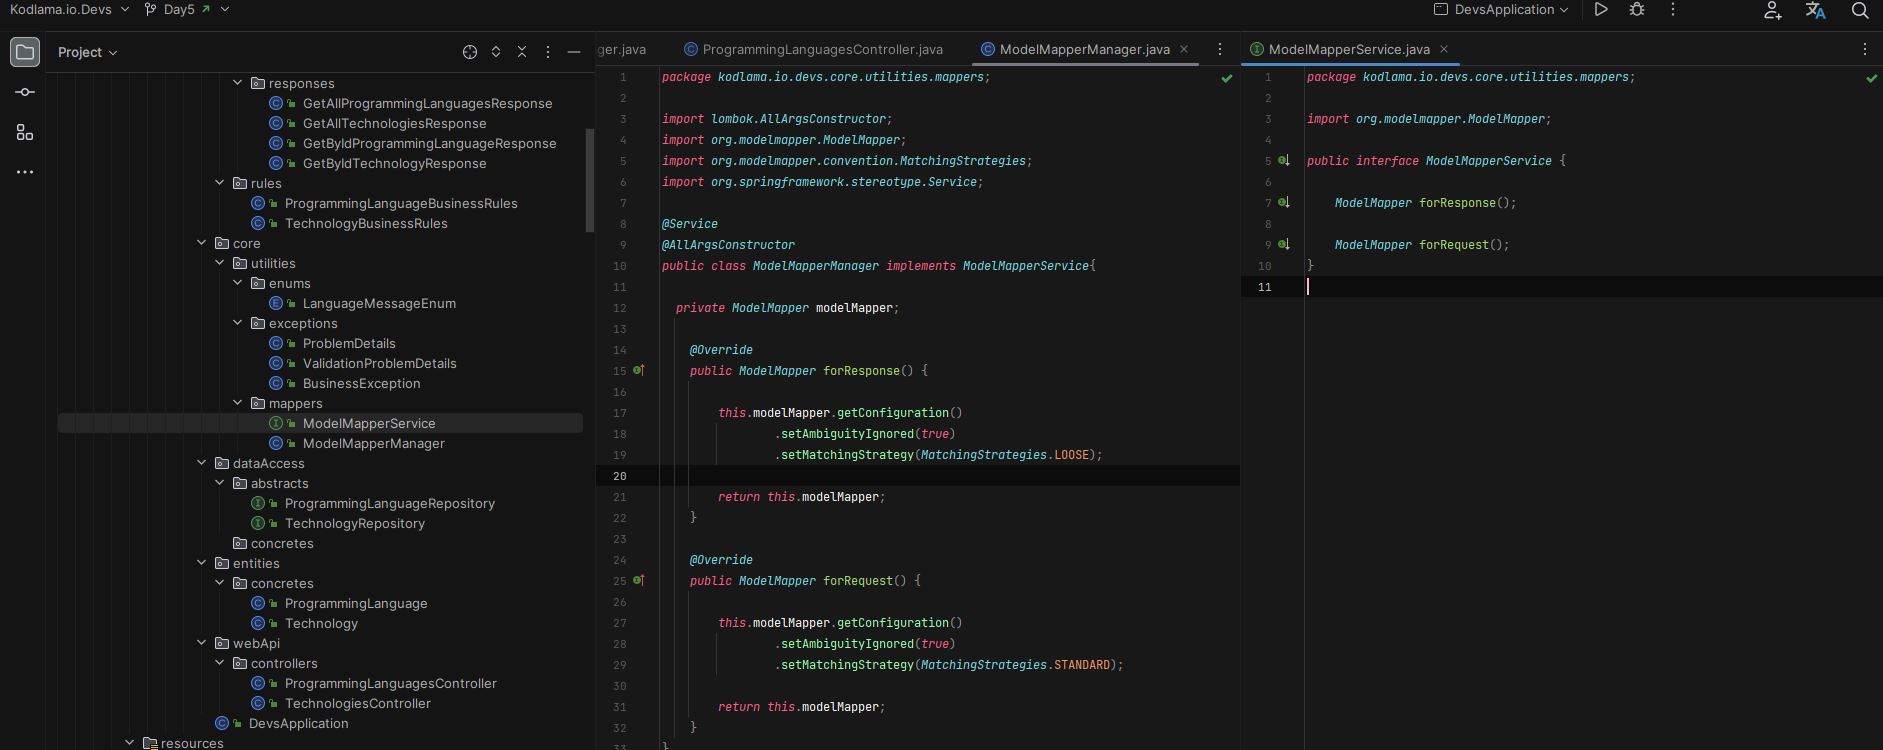 Kodlama.io.Devs Day5 DevsApplication
Project
responses
GetAllProgrammingLanguagesResponse
GetAllTechnologiesResponse
GetByIdProgrammingLanguageResponse
GetByIdTechnologyResponse
rules
ProgrammingLanguageBusinessRules
TechnologyBusinessRules
core
utilities
enums
LanguageMessageEnum
exceptions
ProblemDetails
ValidationProblemDetails
BusinessException
mappers
ModelMapperService
ModelMapperManager
dataAccess
abstracts
ProgrammingLanguageRepository
TechnologyRepository
concretes
entities
concretes
ProgrammingLanguage
Technology
webApi
controllers
ProgrammingLanguagesController
TechnologiesController
DevsApplication
resources
ger.java ProgrammingLanguagesController.java ModelMapperManager.java
1 package kodlama.io.devs.core.utilities.mappers;
2
3 import lombok.AllArgsConstructor;
4 import org.modelmapper.ModelMapper;
5 import org.modelmapper.convention.MatchingStrategies;
6 import org.springframework.stereotype.Service;
7
8 @Service
9 @AllArgsConstructor
10 public class ModelMapperManager implements ModelMapperService{
11
12 private ModelMapper modelMapper;
13
14 @Override
15 public ModelMapper forResponse() {
16
17 this.modelMapper.getConfiguration()
18 .setAmbiguityIgnored(true)
19 .setMatchingStrategy(MatchingStrategies.LOOSE);
20
21 return this.modelMapper;
22 }
23
24 @Override
25 public ModelMapper forRequest() {
26
27 this.modelMapper.getConfiguration()
28 .setAmbiguityIgnored(true)
29 .setMatchingStrategy(MatchingStrategies.STANDARD);
30
31 return this.modelMapper;
32 }
33 }
ModelMapperService.java
1 package kodlama.io.devs.core.utilities.mappers;
2
3 import org.modelmapper.ModelMapper;
4
5 public interface ModelMapperService {
6
7 ModelMapper forResponse();
8
9 ModelMapper forRequest();
10 }
11